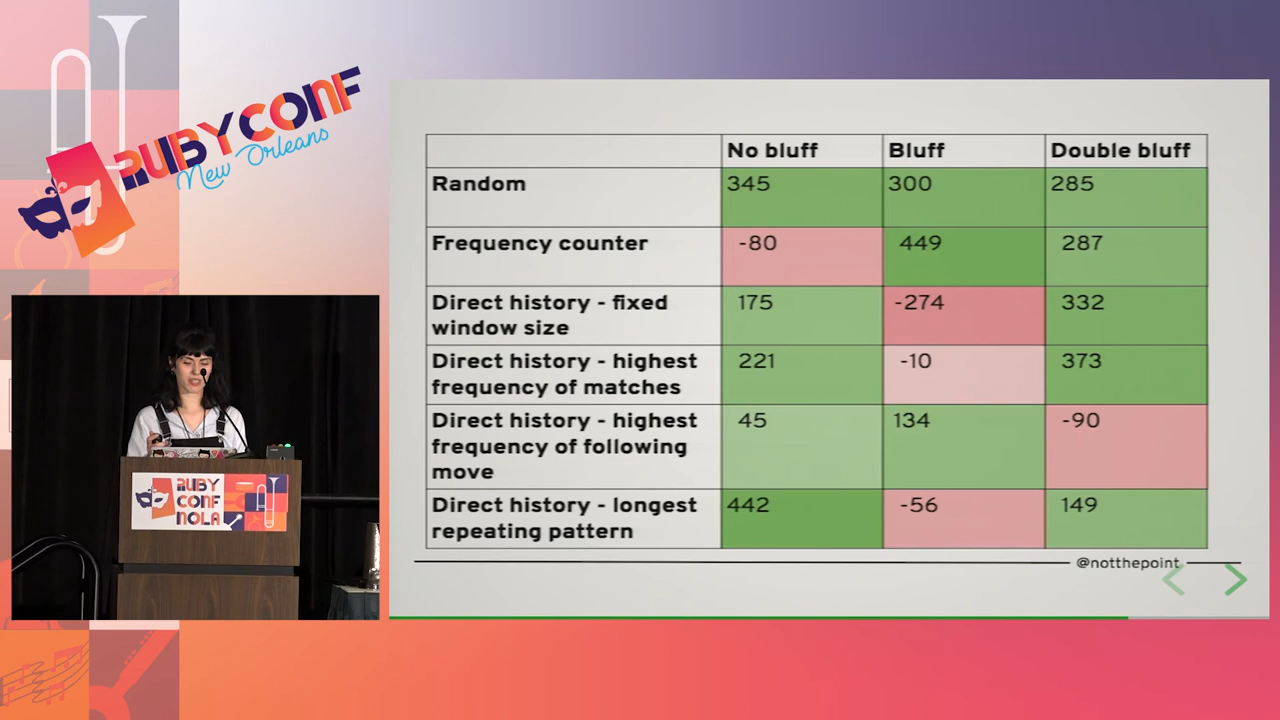 RUBYCONF
New Orleans
RUBY
CONF
NOLA
No bluff Bluff Double bluff
Random 345 300 285
Frequency counter -80 449 287
Direct history - fixed
window size 175 -274 332
Direct history - highest
frequency of matches 221 -10 373
Direct history - highest
frequency of following
move 45 134 -90
Direct history - longest
repeating pattern 442 -56 149
@notthepoint